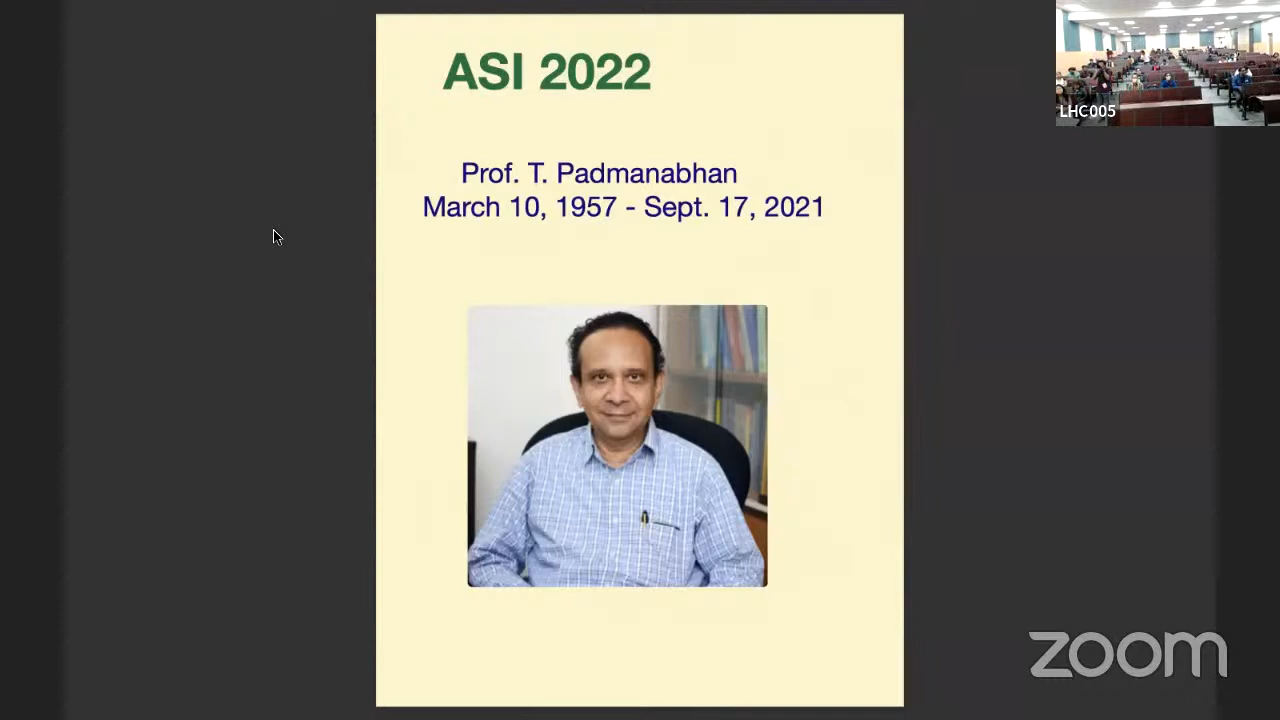 ASI 2022
Prof. T. Padmanabhan
March 10, 1957 - Sept. 17, 2021
LHC005
zoom